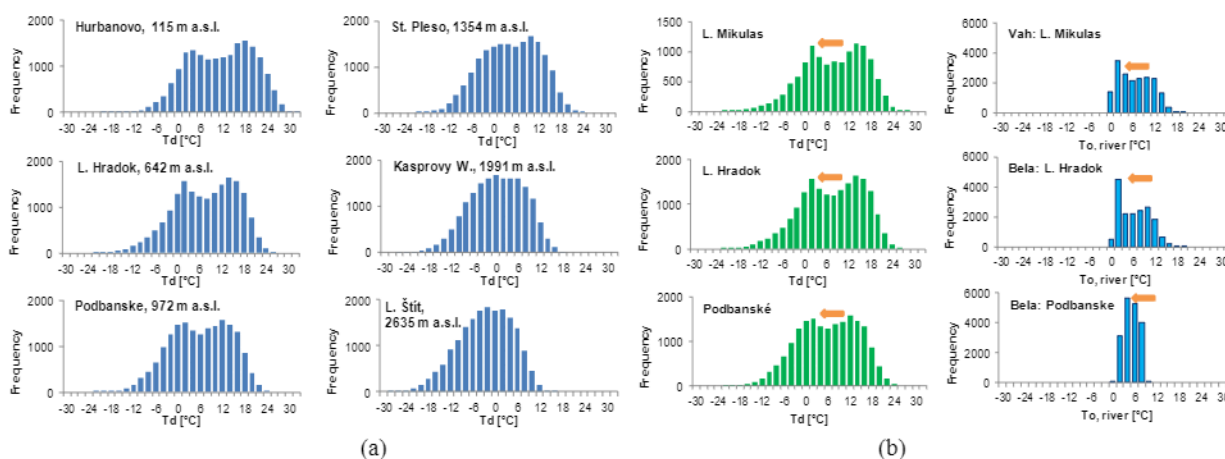 Hurbanovo, 115 m a.s.l.
Frequency
2000
1000
0
-30 -24 -18 -12 -6 0 6 12 18 24 30
Td [°C]
St. Pleso, 1354 m a.s.l.
Frequency
2000
1000
0
-30 -24 -18 -12 -6 0 6 12 18 24 30
Td [°C]
L. Mikulas
Frequency
1500
1000
500
0
-30 -24 -18 -12 -6 0 6 12 18 24 30
Td [°C]
Vah: L. Mikulas
Frequency
6000
4000
2000
0
-30 -24 -18 -12 -6 0 6 12 18 24 30
To, river [°C]
L. Hradok, 642 m a.s.l.
Frequency
2000
1000
0
-30 -24 -18 -12 -6 0 6 12 18 24 30
Td [°C]
Kasprovy W., 1991 m a.s.l.
Frequency
2000
1000
0
-30 -24 -18 -12 -6 0 6 12 18 24 30
Td [°C]
L. Hradok
Frequency
2000
1000
0
-30 -24 -18 -12 -6 0 6 12 18 24 30
Td [°C]
Bela: L. Hradok
Frequency
6000
4000
2000
0
-30 -24 -18 -12 -6 0 6 12 18 24 30
To, river [°C]
Podbanske, 972 m a.s.l.
Frequency
2000
1000
0
-30 -24 -18 -12 -6 0 6 12 18 24 30
Td [°C]
L. Štít,
2635 m a.s.l.
Frequency
2000
1000
0
-30 -24 -18 -12 -6 0 6 12 18 24 30
Td [°C]
Podbanské
Frequency
2000
1000
0
-30 -24 -18 -12 -6 0 6 12 18 24 30
Td [°C]
Bela: Podbanske
Frequency
6000
4000
2000
0
-30 -24 -18 -12 -6 0 6 12 18 24 30
To, river [°C]
(a)
(b)